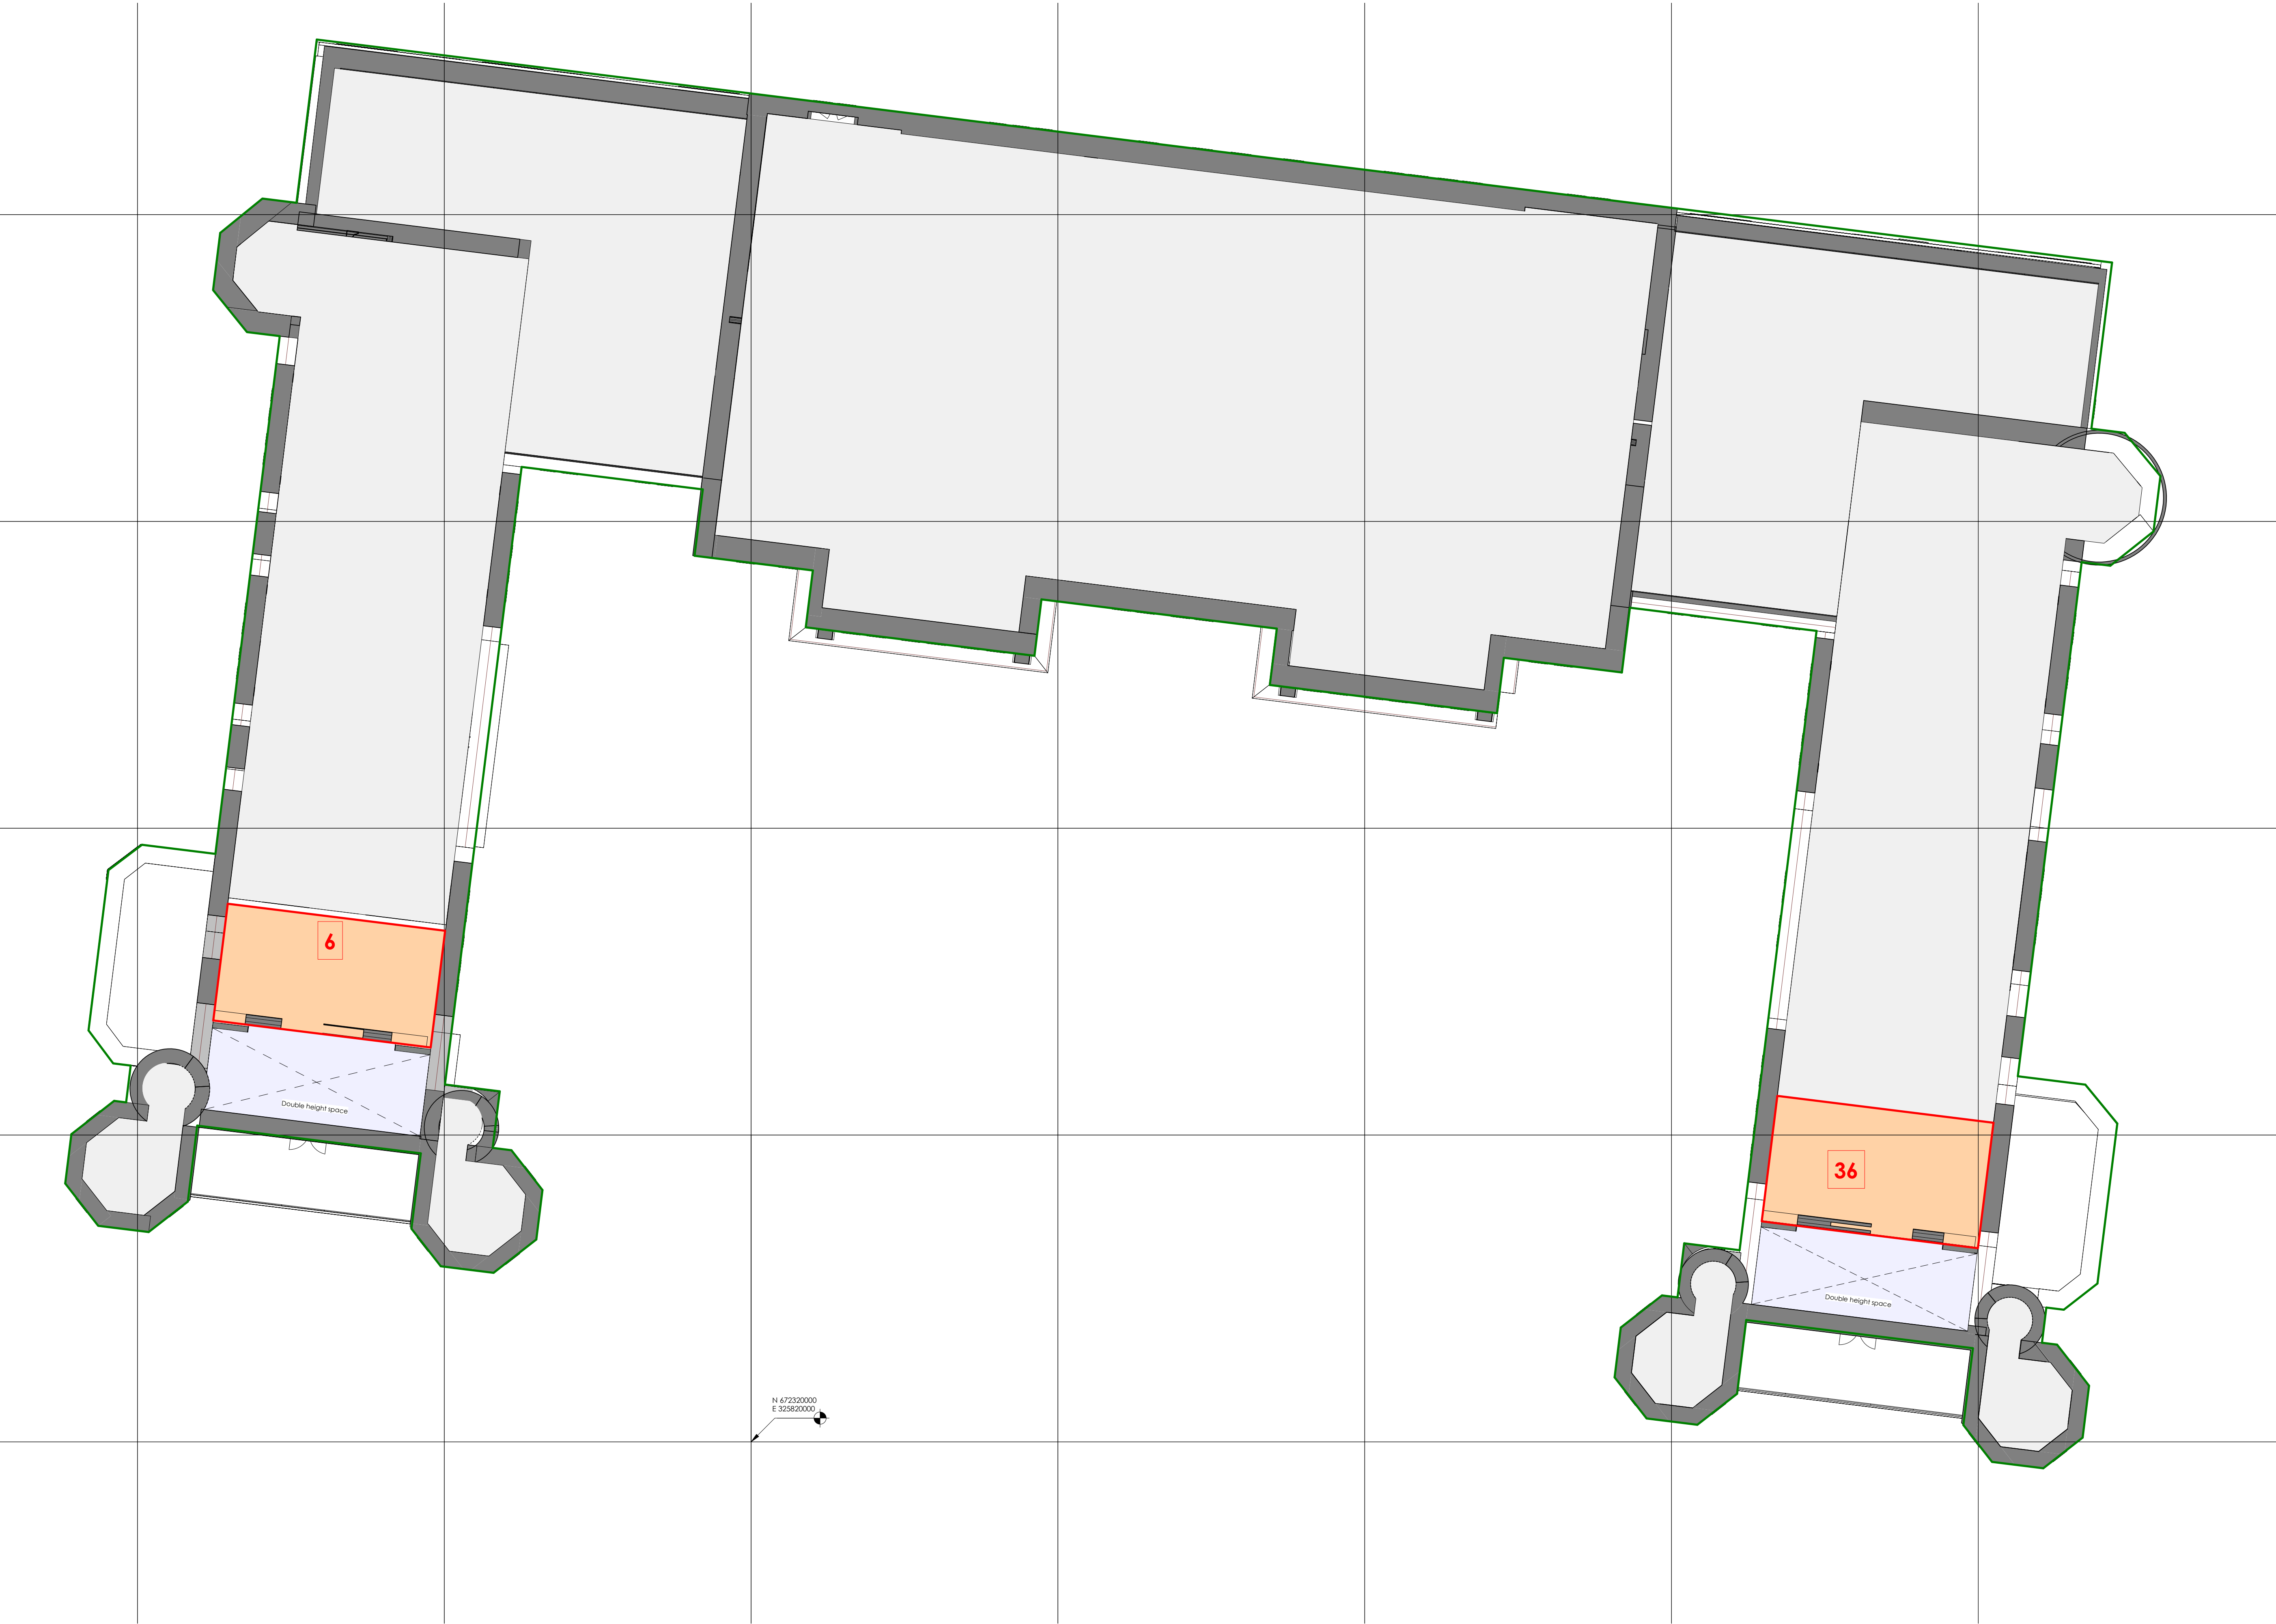 6
Double height space
36
Double height space
N 672320000
E 325820000